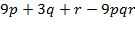 9p + 3q + r − 9pqr